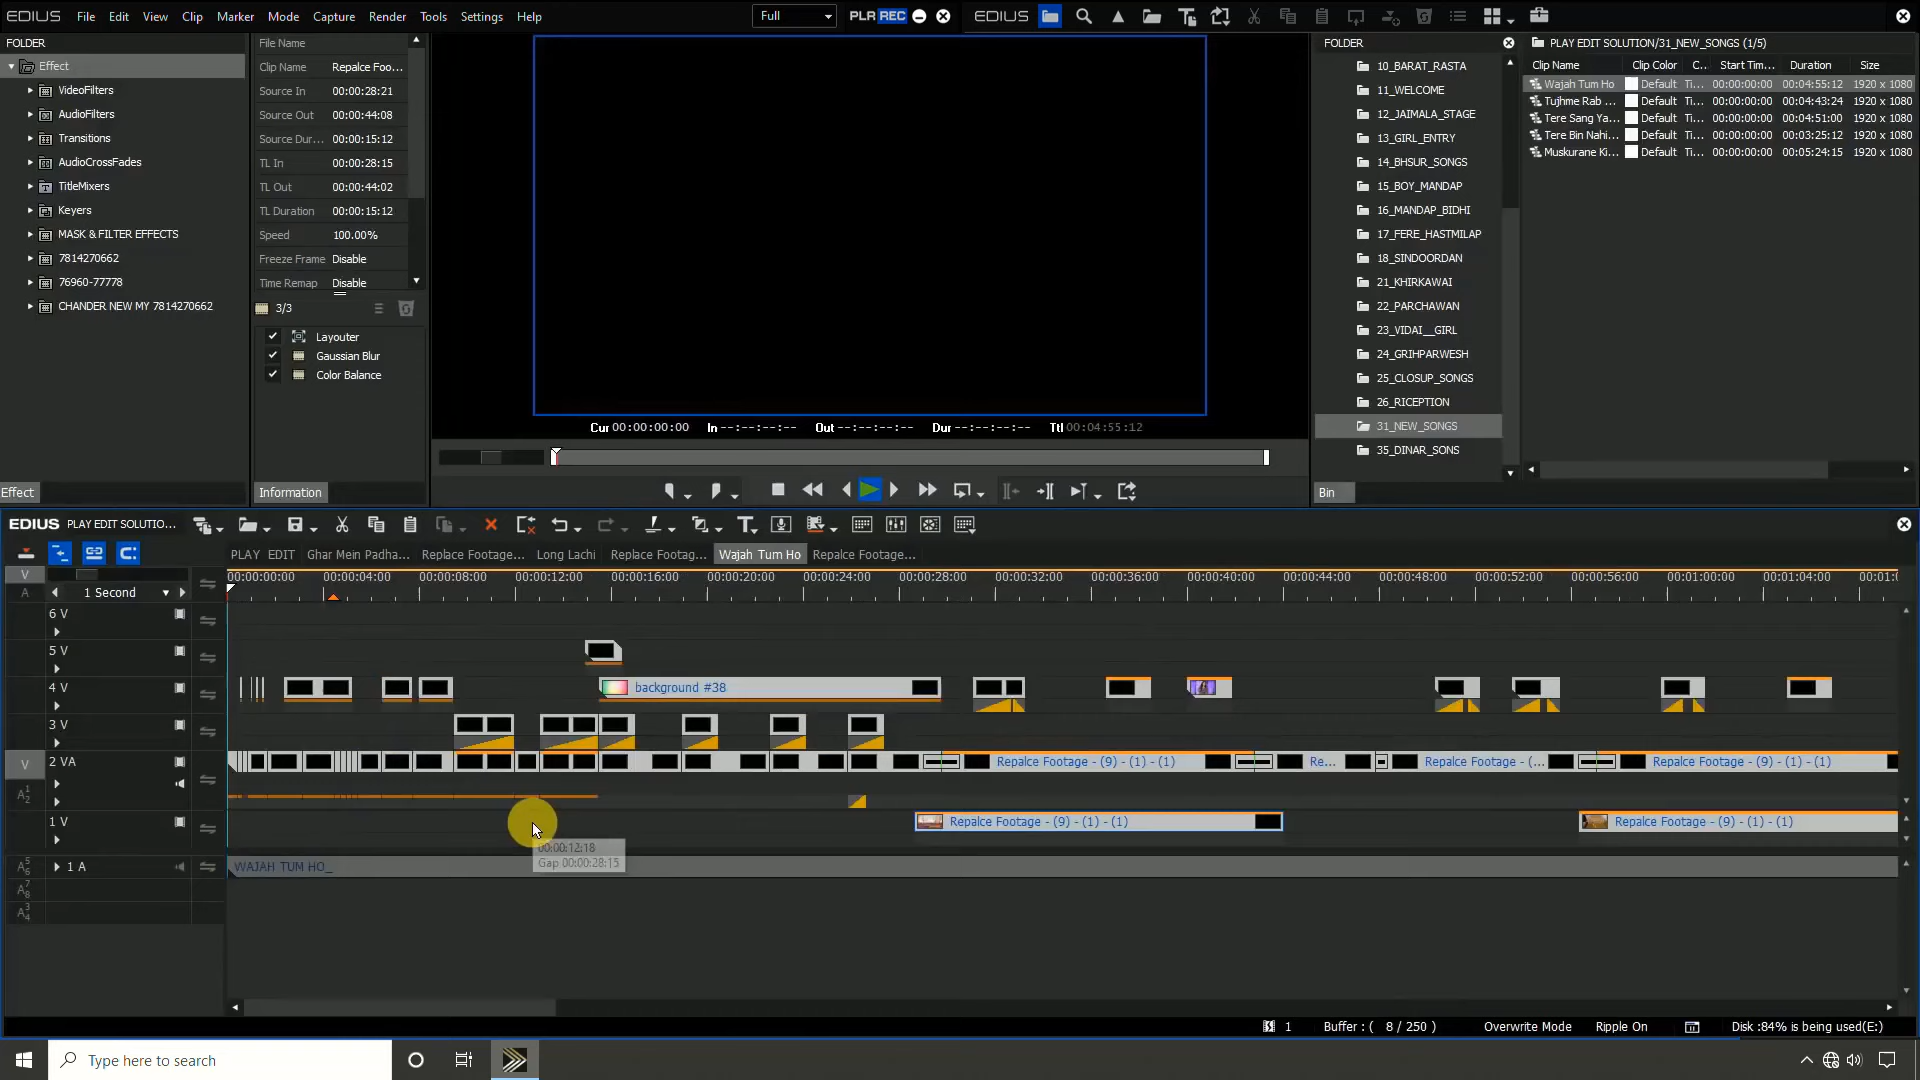 EDIUS File Edit View Clip Marker Mode Capture Render Tools Settings Help Full PLR REC EDIUS
FOLDER
Effect
VideoFilters
AudioFilters
Transitions
AudioCrossFades
TitleMixers
Keyers
MASK & FILTER EFFECTS
7814270662
76960-77778
CHANDER NEW MY 7814270662
Effect
File Name
Clip Name Repalce Foo...
Source In 00:00:28:21
Source Out 00:00:44:08
Source Dur... 00:00:15:12
TL In 00:00:28:15
TL Out 00:00:44:02
TL Duration 00:00:15:12
Speed 100.00%
Freeze Frame Disable
Time Remap Disable
3/3
Layouter
Gaussian Blur
Color Balance
Information
Cur 00:00:00:00 In --:--:--:-- Out --:--:--:-- Dur --:--:--:-- Ttl 00:04:55:12
FOLDER
10_BARAT_RASTA
11_WELCOME
12_JAIMALA_STAGE
13_GIRL_ENTRY
14_BHSUR_SONGS
15_BOY_MANDAP
16_MANDAP_BIDHI
17_FERE_HASTMILAP
18_SINDOORDAN
21_KHIRKAWAI
22_PARCHAWAN
23_VIDAI__GIRL
24_GRIHPARWESH
25_CLOSUP_SONGS
26_RICEPTION
31_NEW_SONGS
35_DINAR_SONS
Bin
PLAY EDIT SOLUTION/31_NEW_SONGS (1/5)
Clip Name Clip Color C... Start Tim... Duration Size
Wajah Tum Ho Default Ti... 00:00:00:00 00:04:55:12 1920 x 1080
Tujhme Rab ... Default Ti... 00:00:00:00 00:04:43:24 1920 x 1080
Tere Sang Ya... Default Ti... 00:00:00:00 00:04:51:00 1920 x 1080
Tere Bin Nahi... Default Ti... 00:00:00:00 00:03:25:12 1920 x 1080
Muskurane Ki... Default Ti... 00:00:00:00 00:05:24:15 1920 x 1080
EDIUS PLAY EDIT SOLUTIO...
PLAY EDIT Ghar Mein Padha... Replace Footage... Long Lachi Replace Footag... Wajah Tum Ho Repalce Footage...
V 00:00:00:00 00:00:04:00 00:00:08:00 00:00:12:00 00:00:16:00 00:00:20:00 00:00:24:00 00:00:28:00 00:00:32:00 00:00:36:00 00:00:40:00 00:00:44:00 00:00:48:00 00:00:52:00 00:00:56:00 00:01:00:00 00:01:04:00 00:01:0
A 1 Second
6 V
5 V
4 V background #38
3 V
V 2 VA Repalce Footage - (9) - (1) - (1) Re... Repalce Footage - (... Repalce Footage - (9) - (1) - (1)
A1
2
1 V Repalce Footage - (9) - (1) - (1) Repalce Footage - (9) - (1) - (1)
00:00:12:18
Gap 00:00:28:15
1 A WAJAH TUM HO_
1 Buffer : ( 8 / 250 ) Overwrite Mode Ripple On Disk :84% is being used(E:)
Type here to search